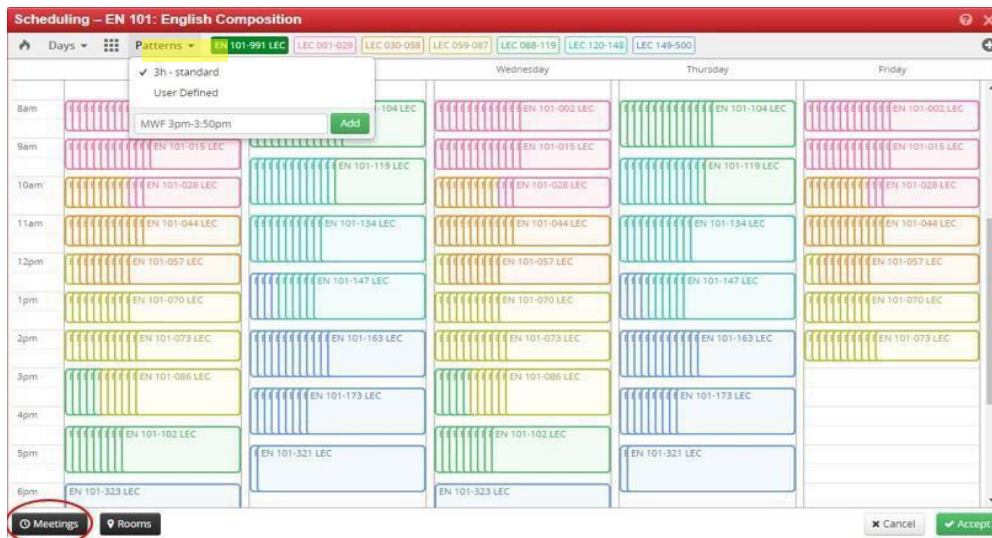 Scheduling – EN 101: English Composition
Days Patterns EN 101-991 LEC LEC 001-029 LEC 030-058 LEC 059-087 LEC 088-119 LEC 120-148 LEC 149-500
3h - standard
User Defined
MWF 3pm-3:50pm Add
Wednesday Thursday Friday
8am -104 LEC EN 101-002 LEC EN 101-104 LEC EN 101-002 LEC
9am EN 101-015 LEC EN 101-015 LEC EN 101-015 LEC
EN 101-119 LEC EN 101-119 LEC
10am EN 101-028 LEC EN 101-028 LEC EN 101-028 LEC
11am EN 101-044 LEC EN 101-134 LEC EN 101-044 LEC EN 101-134 LEC EN 101-044 LEC
12pm EN 101-057 LEC EN 101-057 LEC EN 101-057 LEC
EN 101-147 LEC EN 101-147 LEC
1pm EN 101-070 LEC EN 101-070 LEC EN 101-070 LEC
2pm EN 101-073 LEC EN 101-163 LEC EN 101-073 LEC EN 101-163 LEC EN 101-073 LEC
3pm EN 101-086 LEC EN 101-086 LEC
EN 101-173 LEC EN 101-173 LEC
4pm
EN 101-102 LEC EN 101-102 LEC
5pm EN 101-321 LEC EN 101-321 LEC
6pm EN 101-323 LEC EN 101-323 LEC
Meetings Rooms Cancel Accept